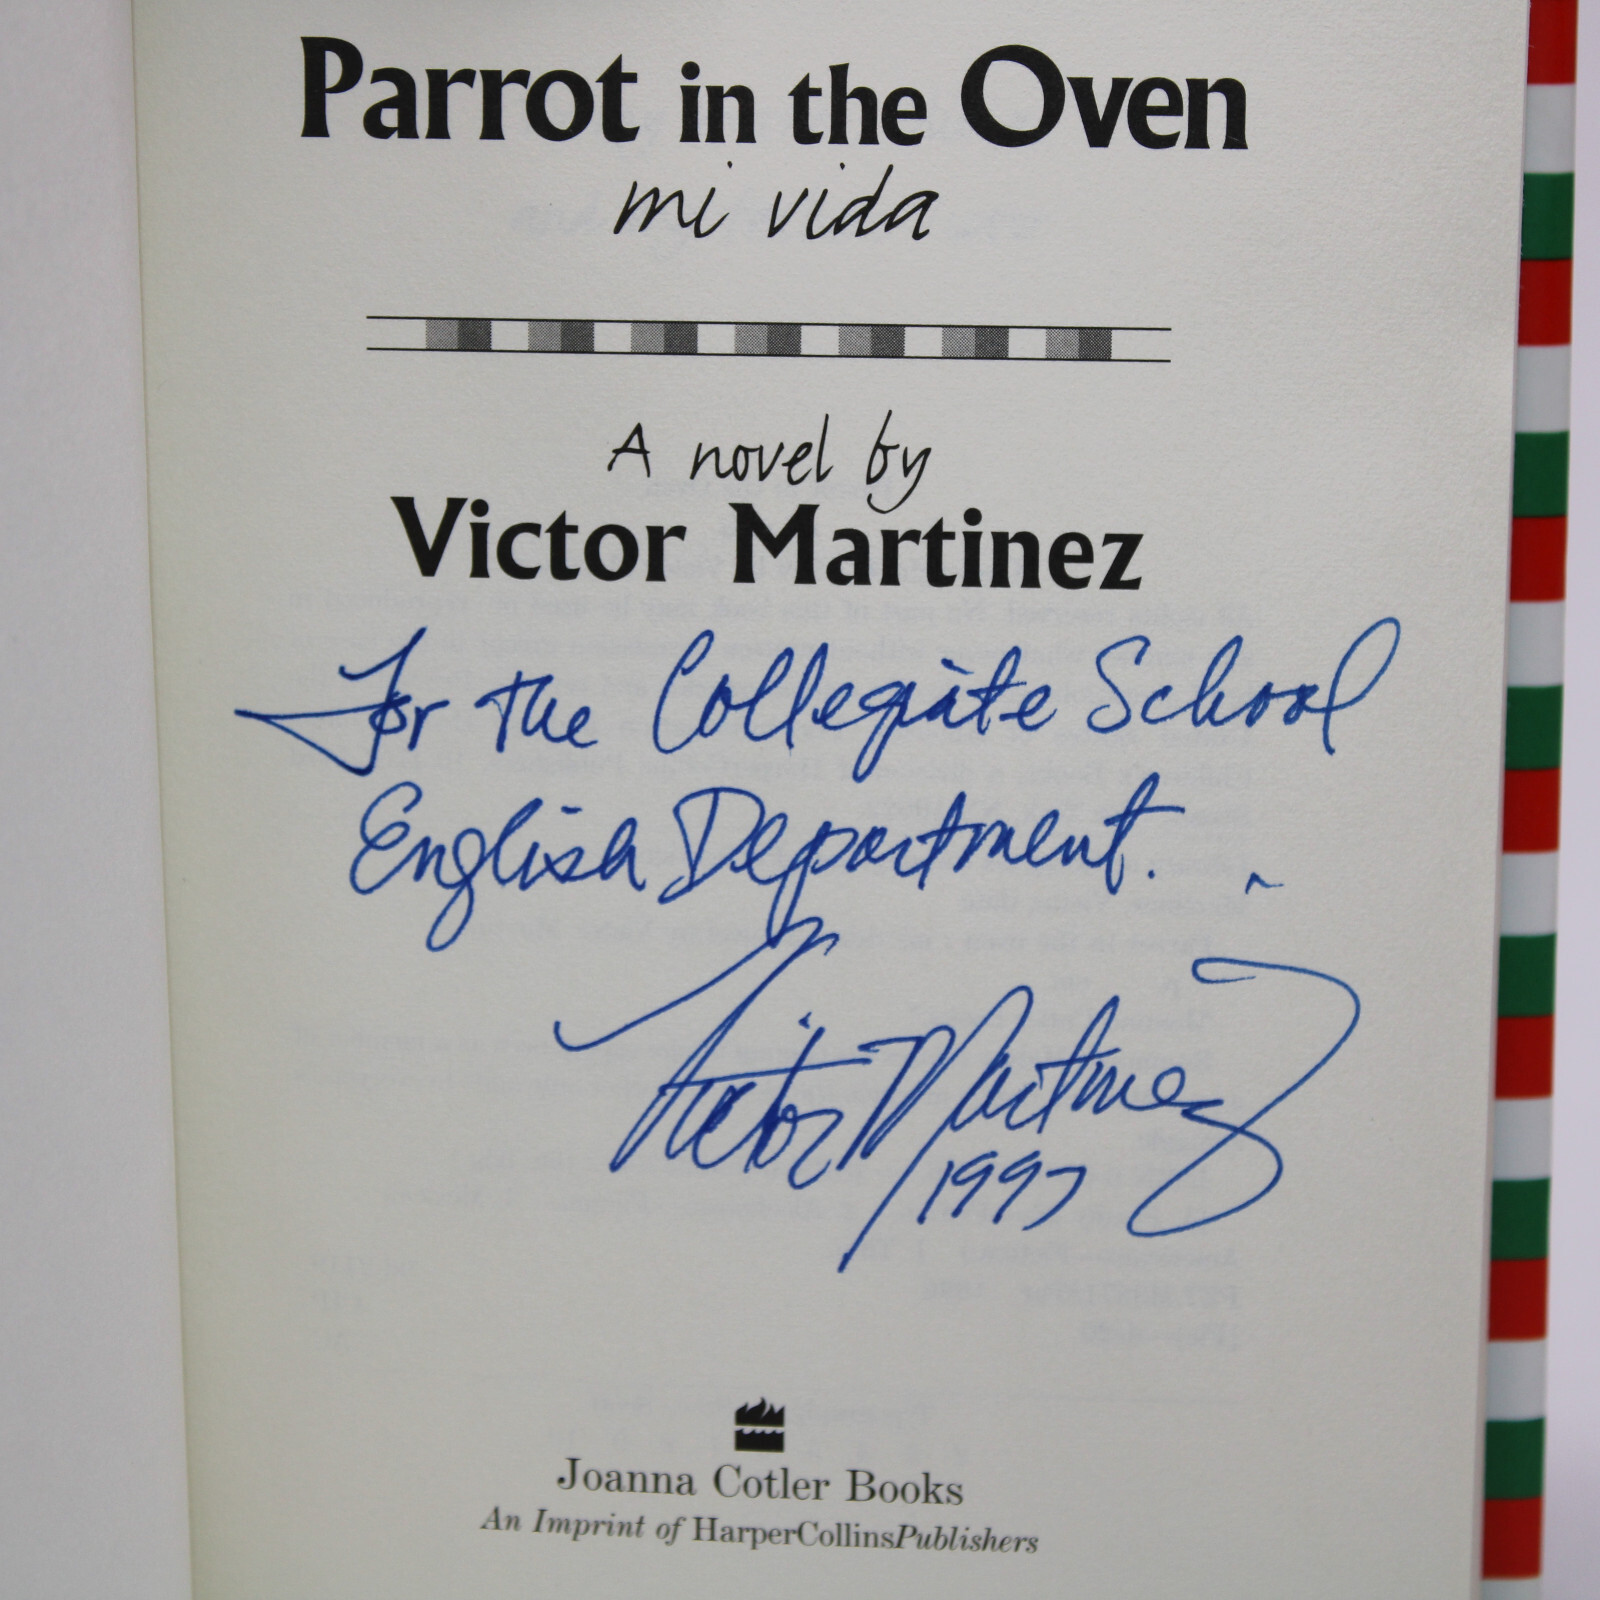 Parrot in the Oven
mi vida
A novel by
Victor Martinez
For the Collegiate School
English Department.
Victor Martinez
1997
Joanna Cotler Books
An Imprint of HarperCollinsPublishers